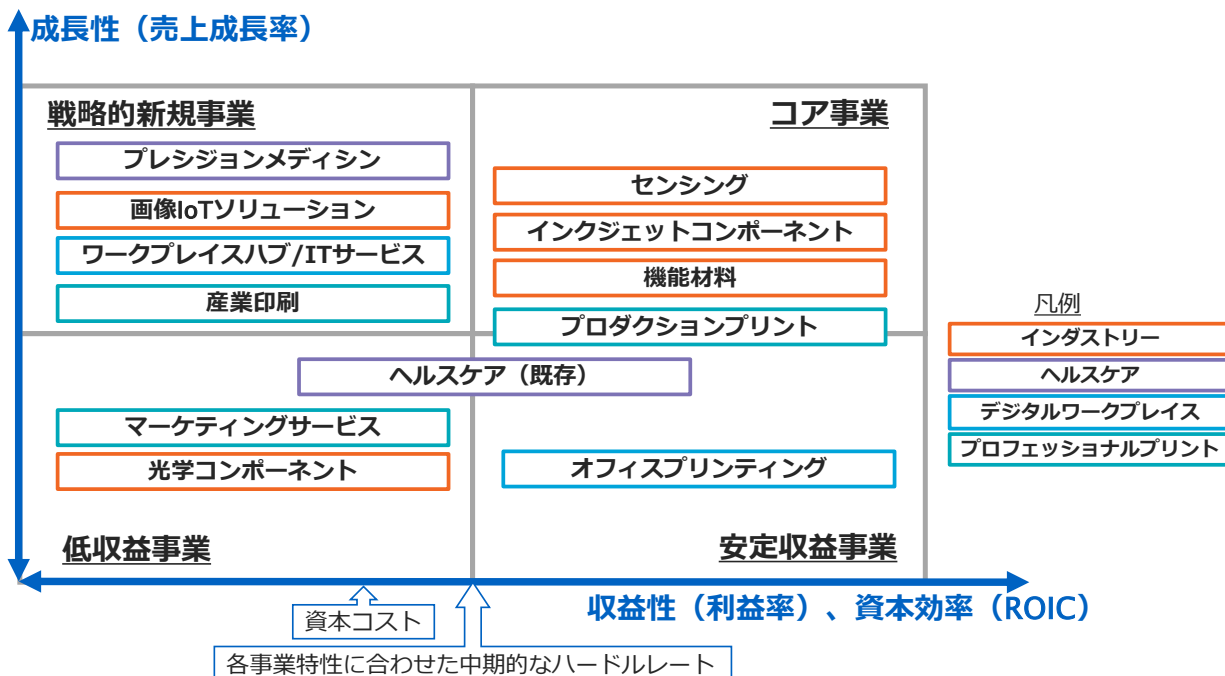 成長性（売上成長率）
戦略的新規事業
コア事業
プレシジョンメディシン
画像IoTソリューション
ワークプレイスハブ/ITサービス
産業印刷
センシング
インクジェットコンポーネント
機能材料
プロダクションプリント
ヘルスケア（既存）
マーケティングサービス
光学コンポーネント
オフィスプリンティング
低収益事業
安定収益事業
凡例
インダストリー
ヘルスケア
デジタルワークプレイス
プロフェッショナルプリント
収益性（利益率）、資本効率（ROIC）
資本コスト
各事業特性に合わせた中期的なハードルレート